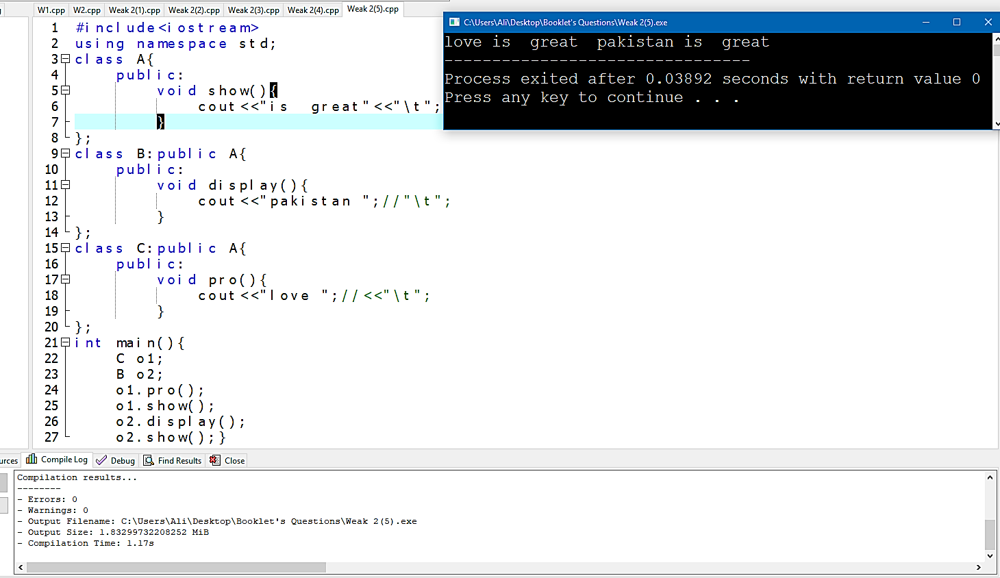 W1.cpp W2.cpp Weak 2(1).cpp Weak 2(2).cpp Weak 2(3).cpp Weak 2(4).cpp Weak 2(5).cpp
1 #include<iostream>
2 using namespace std;
3 class A{
4 public:
5 void show(){
6 cout<<"is  great"<<"\t";
7 }
8 };
9 class B:public A{
10 public:
11 void display(){
12 cout<<"pakistan ";//"\t";
13 }
14 };
15 class C:public A{
16 public:
17 void pro(){
18 cout<<"love ";//<<"\t";
19 }
20 };
21 int main(){
22 C o1;
23 B o2;
24 o1.pro();
25 o1.show();
26 o2.display();
27 o2.show();}
C:\Users\Ali\Desktop\Booklet's Questions\Weak 2(5).exe
love is  great  pakistan is  great
--------------------------------
Process exited after 0.03892 seconds with return value 0
Press any key to continue . . .
urces Compile Log Debug Find Results Close
Compilation results...
--------
- Errors: 0
- Warnings: 0
- Output Filename: C:\Users\Ali\Desktop\Booklet's Questions\Weak 2(5).exe
- Output Size: 1.83299732208252 MiB
- Compilation Time: 1.17s